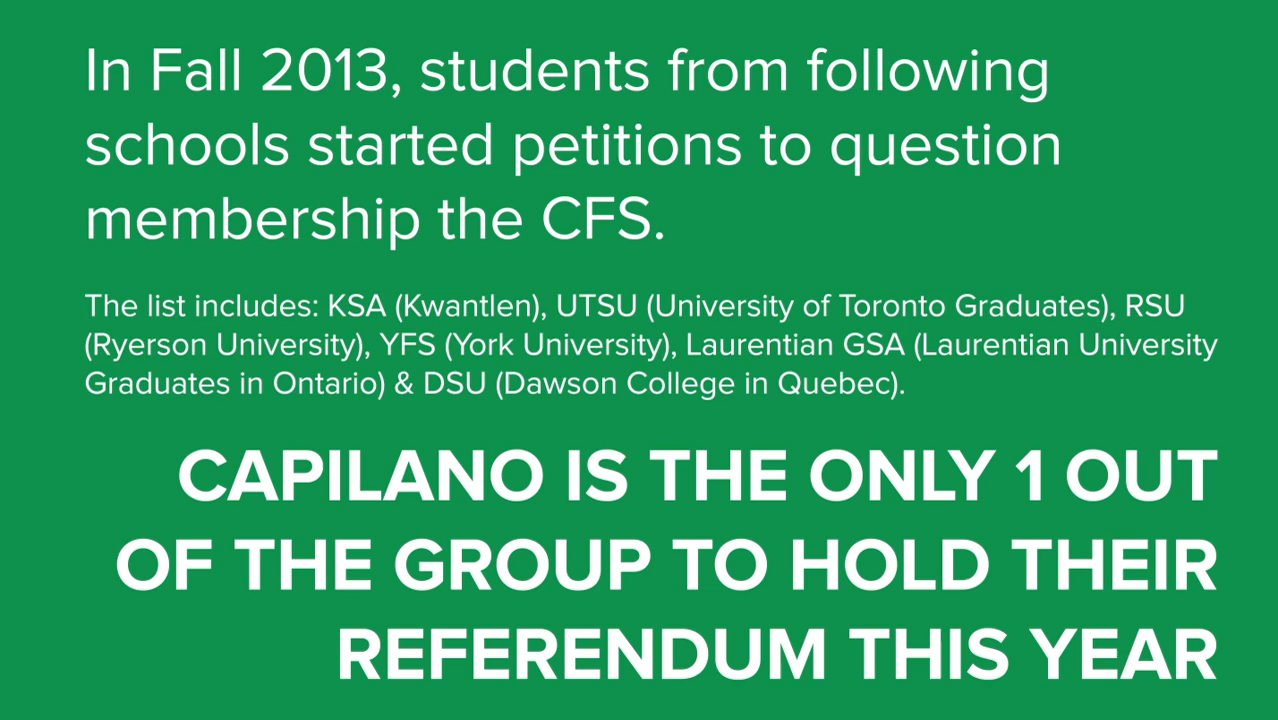 In Fall 2013, students from following
schools started petitions to question
membership the CFS.
The list includes: KSA (Kwantlen), UTSU (University of Toronto Graduates), RSU
(Ryerson University), YFS (York University), Laurentian GSA (Laurentian University
Graduates in Ontario) & DSU (Dawson College in Quebec).
CAPILANO IS THE ONLY 1 OUT
OF THE GROUP TO HOLD THEIR
REFERENDUM THIS YEAR